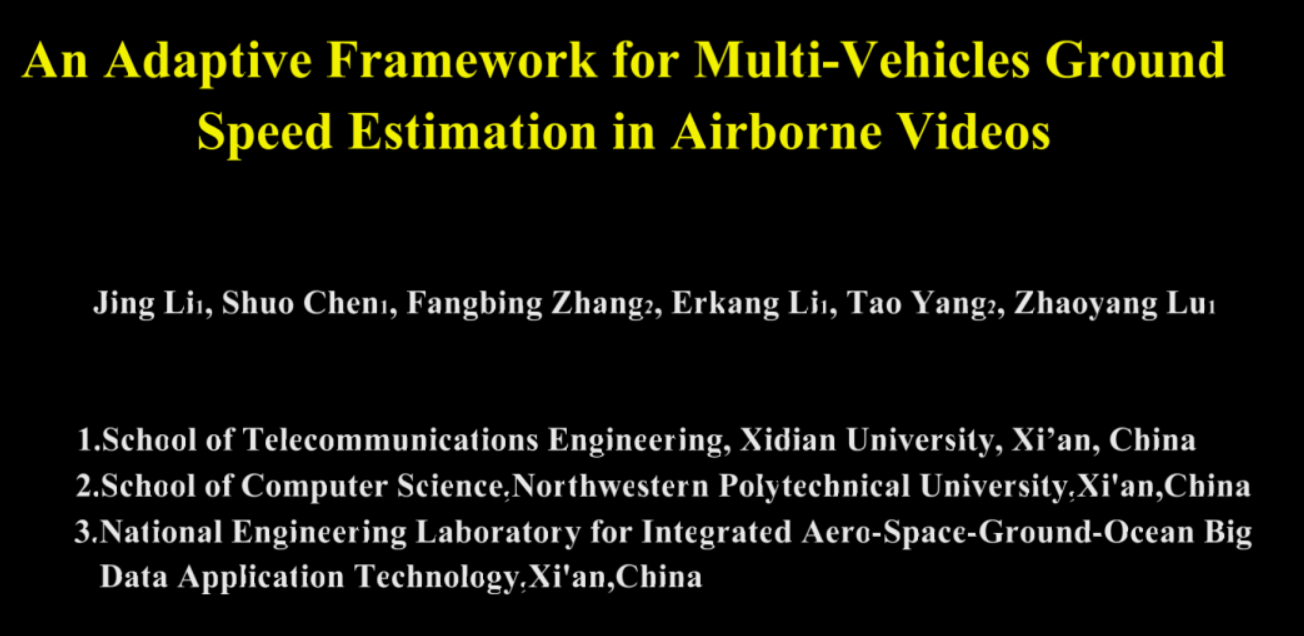 An Adaptive Framework for Multi-Vehicles Ground
Speed Estimation in Airborne Videos
Jing Li1, Shuo Chen1, Fangbing Zhang2, Erkang Li1, Tao Yang2, Zhaoyang Lu1
1.School of Telecommunications Engineering, Xidian University, Xi’an, China
2.School of Computer Science,Northwestern Polytechnical University,Xi'an,China
3.National Engineering Laboratory for Integrated Aero-Space-Ground-Ocean Big
Data Application Technology,Xi'an,China